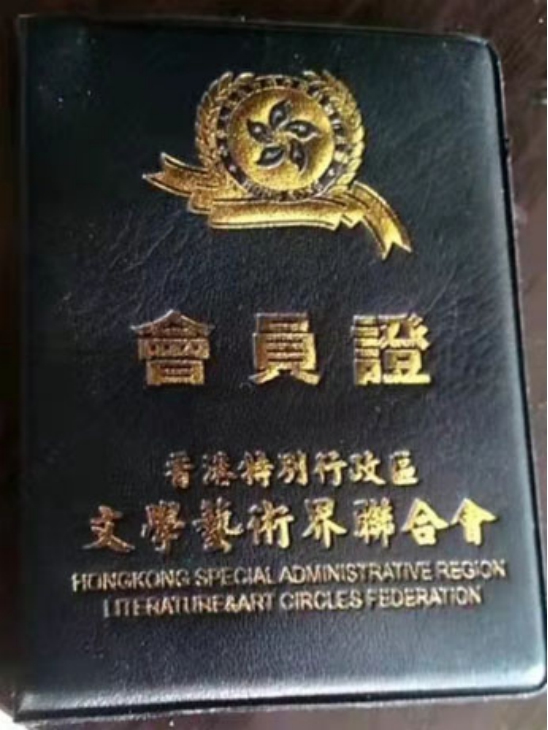 會員證
香港特別行政區
文學藝術界聯合會
HONGKONG SPECIAL ADMINISTRATIVE REGION
LITERATURE&ART CIRCLES FEDERATION